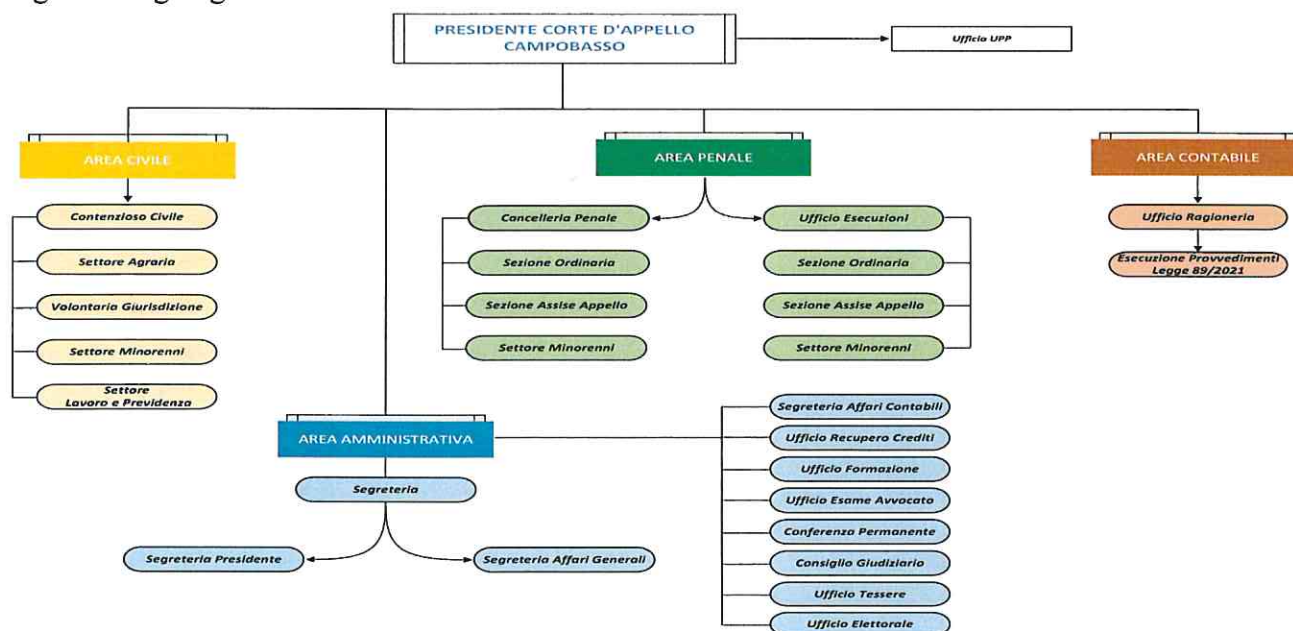 PRESIDENTE CORTE D'APPELLO
CAMPOBASSO
Ufficio UPP
AREA CIVILE
AREA PENALE
AREA CONTABILE
Contenzioso Civile
Settore Agraria
Volontaria Giurisdizione
Settore Minorenni
Settore
Lavoro e Previdenza
Cancelleria Penale
Sezione Ordinaria
Sezione Assise Appello
Settore Minorenni
Ufficio Esecuzioni
Sezione Ordinaria
Sezione Assise Appello
Settore Minorenni
Ufficio Ragioneria
Esecuzione Provvedimenti
Legge 89/2021
AREA AMMINISTRATIVA
Segreteria
Segreteria Presidente
Segreteria Affari Generali
Segreteria Affari Contabili
Ufficio Recupero Crediti
Ufficio Formazione
Ufficio Esame Avvocato
Conferenza Permanente
Consiglio Giudiziario
Ufficio Tessere
Ufficio Elettorale